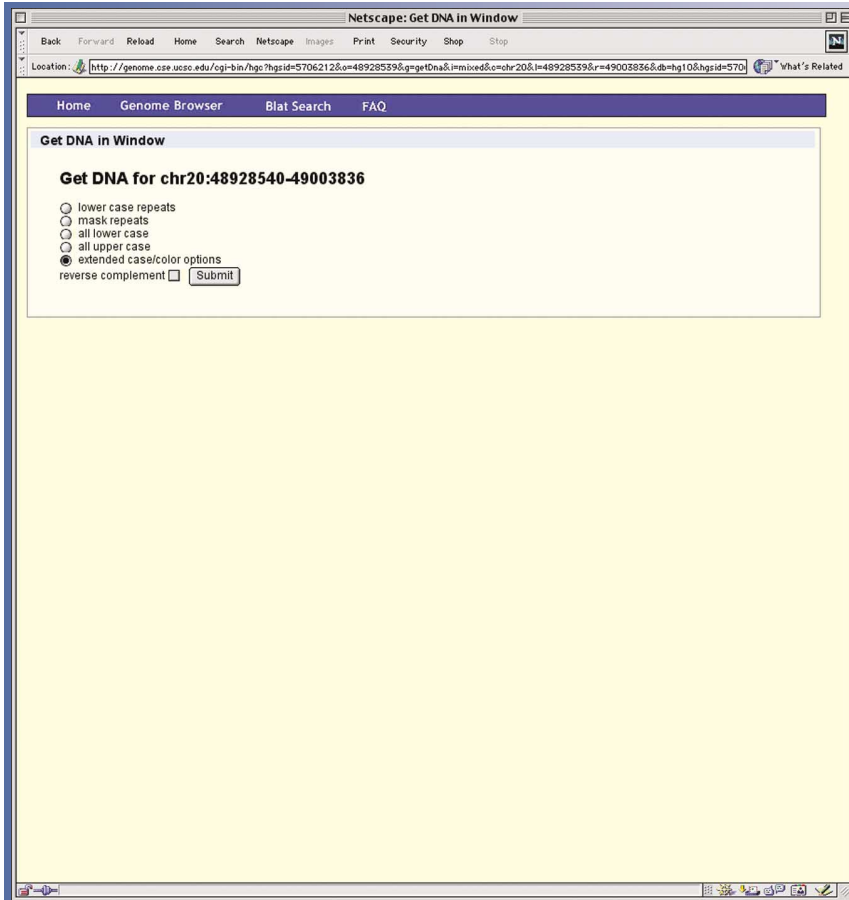 Netscape: Get DNA in Window
Back Forward Reload Home Search Netscape Images Print Security Shop Stop
N
Location: http://genome.cse.ucsc.edu/cgi-bin/hgc?hgsid=5706212&o=48928539&g=getDna&i=mixed&c=chr20&l=48928539&r=49003836&db=hg10&hgsid=570 What's Related
Home Genome Browser Blat Search FAQ
Get DNA in Window
Get DNA for chr20:48928540-49003836
lower case repeats
mask repeats
all lower case
all upper case
extended case/color options
reverse complement Submit